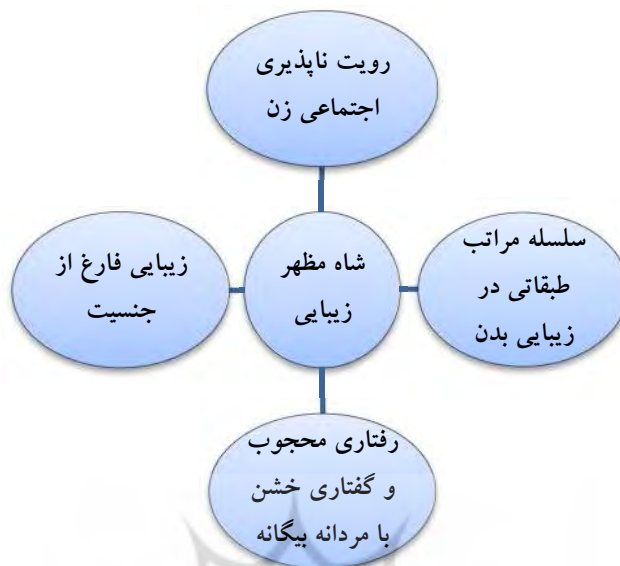 رویت ناپذیری
اجتماعی زن
سلسله مراتب
طبقاتی در
زیبایی بدن
شاه مظهر
زیبایی
زیبایی فارغ از
جنسیت
رفتاری محجوب
و گفتاری خشن
با مردانه بیگانه